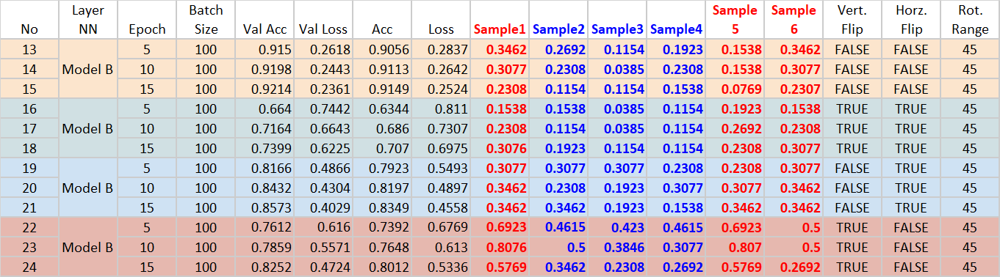 No Layer NN Epoch Batch Size Val Acc Val Loss Acc Loss Sample1 Sample2 Sample3 Sample4 Sample 5 Sample 6 Vert. Flip Horz. Flip Rot. Range
13 5 100 0.915 0.2618 0.9056 0.2837 0.3462 0.2692 0.1154 0.1923 0.1538 0.3462 FALSE FALSE 45
14 Model B 10 100 0.9198 0.2443 0.9113 0.2642 0.3077 0.2308 0.0385 0.2308 0.1538 0.3077 FALSE FALSE 45
15 15 100 0.9214 0.2361 0.9149 0.2524 0.2308 0.1154 0.1154 0.1538 0.0769 0.2307 FALSE FALSE 45
16 5 100 0.664 0.7442 0.6344 0.811 0.1538 0.1538 0.0385 0.1154 0.1923 0.1538 TRUE TRUE 45
17 Model B 10 100 0.7164 0.6643 0.686 0.7307 0.2308 0.1154 0.0385 0.1154 0.2692 0.2308 TRUE TRUE 45
18 15 100 0.7399 0.6225 0.707 0.6975 0.3076 0.1923 0.1154 0.1154 0.2308 0.3077 TRUE TRUE 45
19 5 100 0.8166 0.4866 0.7923 0.5493 0.3077 0.3077 0.3077 0.2308 0.2308 0.3077 FALSE TRUE 45
20 Model B 10 100 0.8432 0.4304 0.8197 0.4897 0.3462 0.2308 0.1923 0.3077 0.3077 0.3462 FALSE TRUE 45
21 15 100 0.8573 0.4029 0.8349 0.4558 0.3462 0.3462 0.1923 0.1538 0.3462 0.3462 FALSE TRUE 45
22 5 100 0.7612 0.616 0.7392 0.6769 0.6923 0.4615 0.423 0.4615 0.6923 0.5 TRUE FALSE 45
23 Model B 10 100 0.7859 0.5571 0.7648 0.613 0.8076 0.5 0.3846 0.3077 0.807 0.5 TRUE FALSE 45
24 15 100 0.8252 0.4724 0.8012 0.5336 0.5769 0.3462 0.2308 0.2692 0.5769 0.2692 TRUE FALSE 45